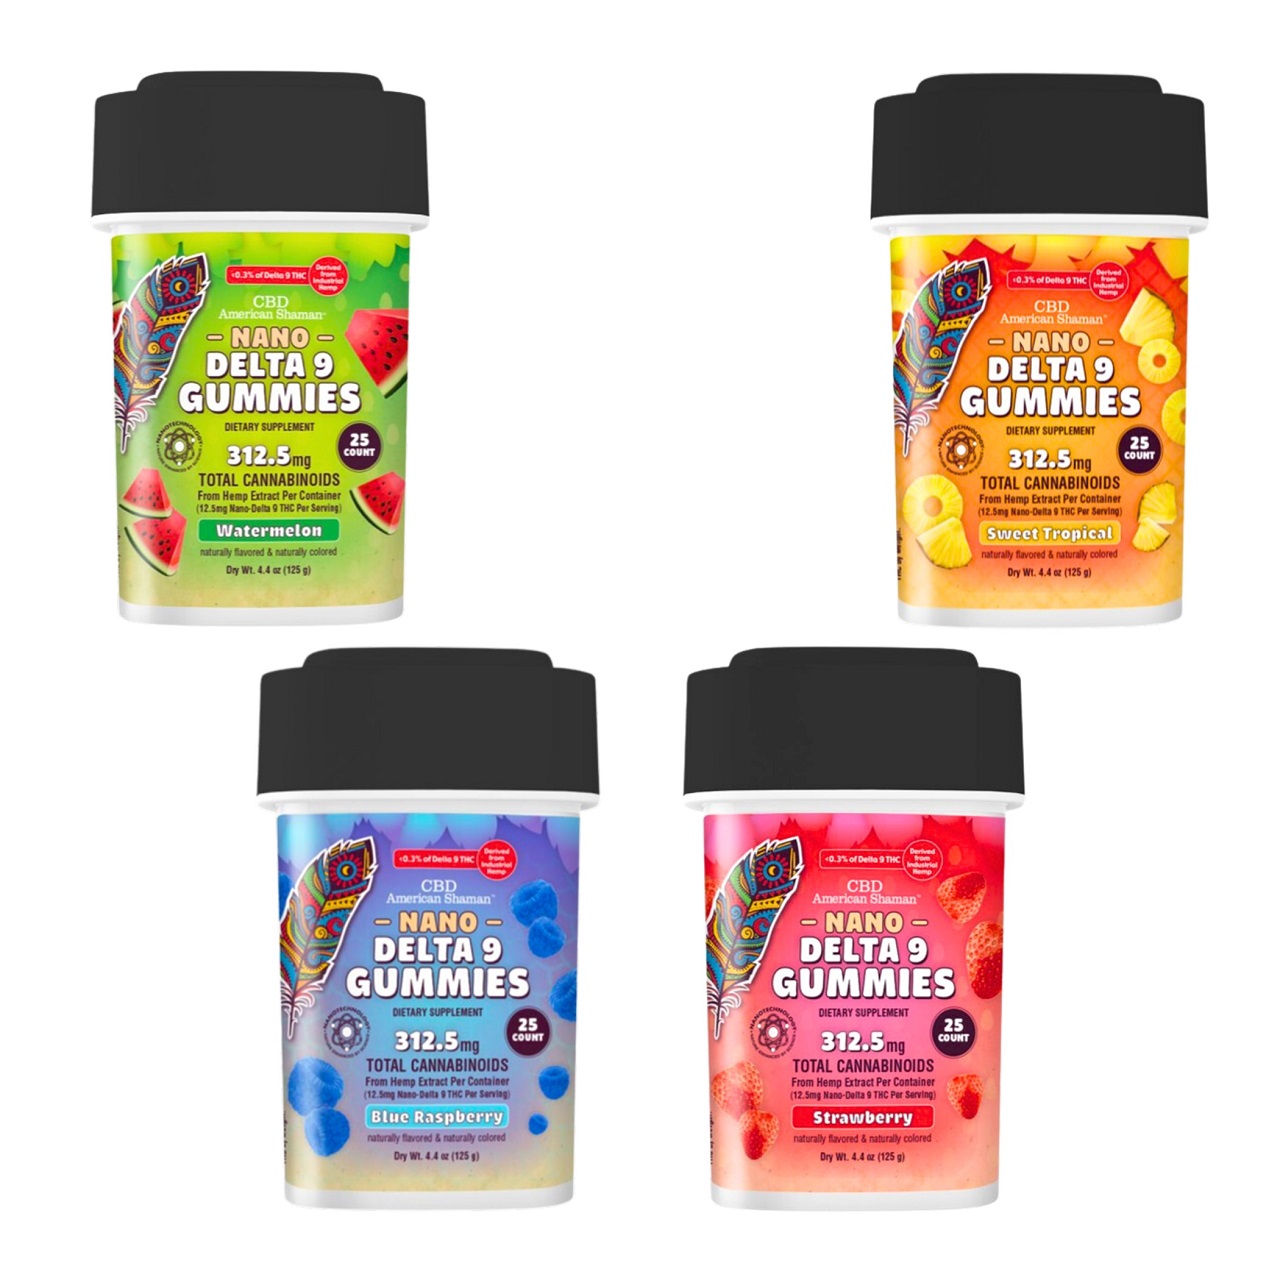 <0.3% of Delta 9 THC
Derived
from
Industrial
Hemp
CBD
American Shaman™
– NANO –
DELTA 9
GUMMIES
DIETARY SUPPLEMENT
NANOTECHNOLOGY
25
COUNT
312.5mg
TOTAL CANNABINOIDS
From Hemp Extract Per Container
(12.5mg Nano-Delta 9 THC Per Serving)
Watermelon
naturally flavored & naturally colored
Dry Wt. 4.4 oz (125 g)
<0.3% of Delta 9 THC
Derived
from
Industrial
Hemp
CBD
American Shaman™
– NANO –
DELTA 9
GUMMIES
DIETARY SUPPLEMENT
NANOTECHNOLOGY
25
COUNT
312.5mg
TOTAL CANNABINOIDS
From Hemp Extract Per Container
(12.5mg Nano-Delta 9 THC Per Serving)
Sweet Tropical
naturally flavored & naturally colored
Dry Wt. 4.4 oz (125 g)
<0.3% of Delta 9 THC
Derived
from
Industrial
Hemp
CBD
American Shaman™
– NANO –
DELTA 9
GUMMIES
DIETARY SUPPLEMENT
NANOTECHNOLOGY
25
COUNT
312.5mg
TOTAL CANNABINOIDS
From Hemp Extract Per Container
(12.5mg Nano-Delta 9 THC Per Serving)
Blue Raspberry
naturally flavored & naturally colored
Dry Wt. 4.4 oz (125 g)
<0.3% of Delta 9 THC
Derived
from
Industrial
Hemp
CBD
American Shaman™
– NANO –
DELTA 9
GUMMIES
DIETARY SUPPLEMENT
NANOTECHNOLOGY
25
COUNT
312.5mg
TOTAL CANNABINOIDS
From Hemp Extract Per Container
(12.5mg Nano-Delta 9 THC Per Serving)
Strawberry
naturally flavored & naturally colored
Dry Wt. 4.4 oz (125 g)